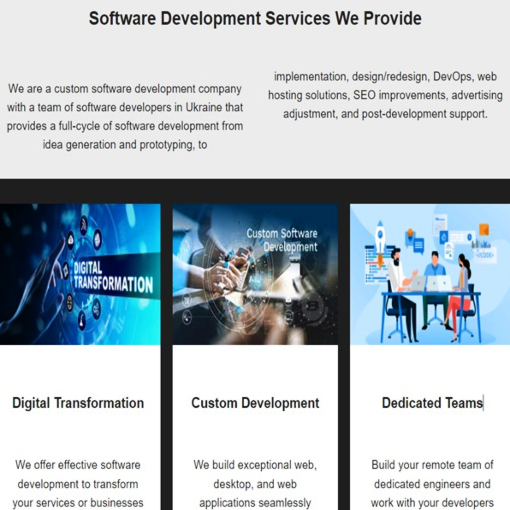 Software Development Services We Provide
We are a custom software development company
with a team of software developers in Ukraine that
provides a full-cycle of software development from
idea generation and prototyping, to
implementation, design/redesign, DevOps, web
hosting solutions, SEO improvements, advertising
adjustment, and post-development support.
DIGITAL
TRANSFORMATION
Custom Software
Development
</CODE>
Digital Transformation
Custom Development
Dedicated Teams
We offer effective software
development to transform
your services or businesses
We build exceptional web,
desktop, and web
applications seamlessly
Build your remote team of
dedicated engineers and
work with your developers